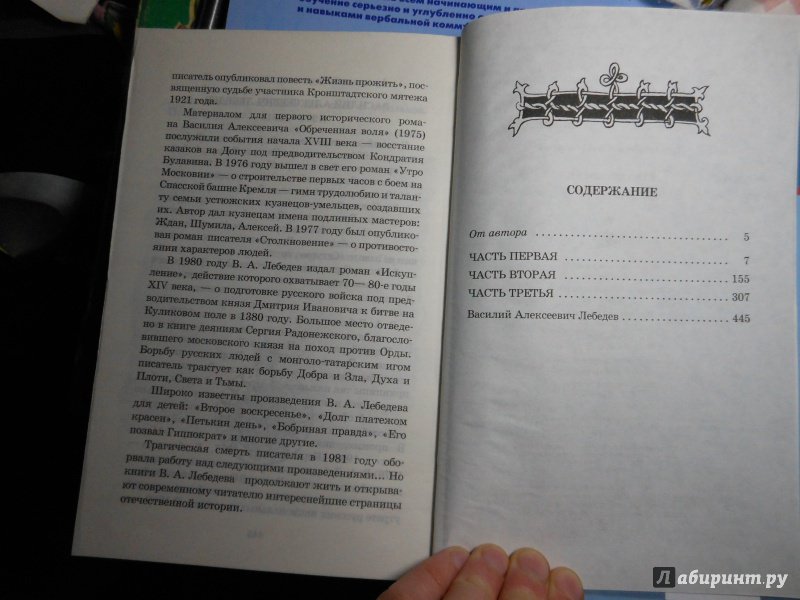 всем начинающим и
обучение серьезно и углубленно
и навыками вербальной комм
писатель опубликовал повесть «Жизнь прожить», пос-
вященную судьбе участника Кронштадтского мятежа
1921 года.
Материалом для первого исторического рома-
на Василия Алексеевича «Обреченная воля» (1975)
послужили события начала XVIII века — восстание
казаков на Дону под предводительством Кондратия
Булавина. В 1976 году вышел в свет его роман «Утро
Московии» — о строительстве первых часов с боем на
Спасской башне Кремля — гимн трудолюбию и талан-
ту семьи устюжских кузнецов-умельцев, создавших
их. Автор дал кузнецам имена подлинных мастеров:
Ждан, Шумила, Алексей. В 1977 году был опублико-
ван роман писателя «Столкновение» — о противосто-
янии характеров людей.
В 1980 году В. А. Лебедев издал роман «Искуп-
ление», действие которого охватывает 70— 80-е годы
XIV века, — о подготовке русского войска под пред-
водительством князя Дмитрия Ивановича к битве на
Куликовом поле в 1380 году. Большое место отведе-
но в книге деяниям Сергия Радонежского, благосло-
вившего московского князя на поход против Орды.
Борьбу русских людей с монголо-татарским игом
писатель трактует как борьбу Добра и Зла, Духа и
Плоти, Света и Тьмы.
Широко известны произведения В. А. Лебедева
для детей: «Второе воскресенье», «Долг платежом
красен», «Петькин день», «Бобриная правда», «Его
позвал Гиппократ» и многие другие.
Трагическая смерть писателя в 1981 году обо-
рвала работу над следующими произведениями... Но
книги В. А. Лебедева продолжают жить и открыва-
ют современному читателю интереснейшие страницы
отечественной истории.
СОДЕРЖАНИЕ
От автора 5
ЧАСТЬ ПЕРВАЯ 7
ЧАСТЬ ВТОРАЯ 155
ЧАСТЬ ТРЕТЬЯ 307
Василий Алексеевич Лебедев 445
Лабиринт.ру